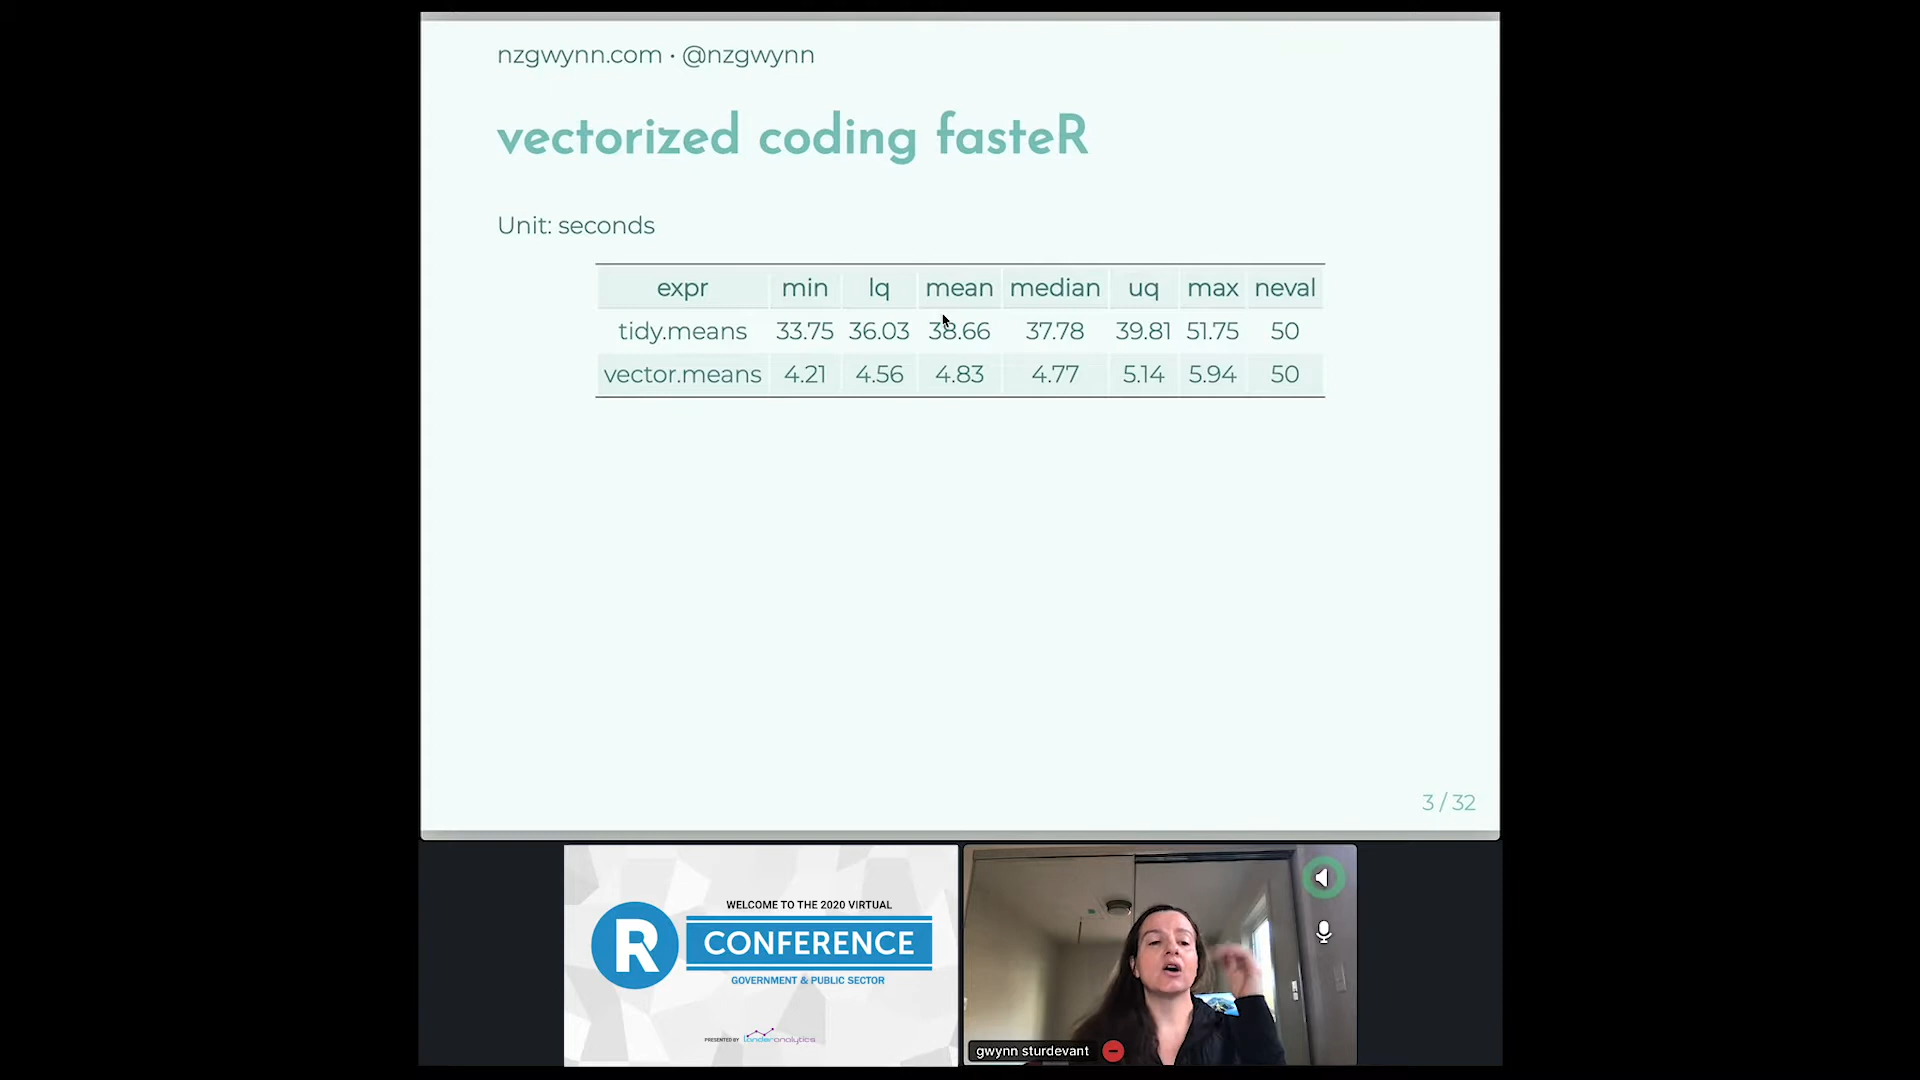 nzgwynn.com • @nzgwynn
vectorized coding fasteR
Unit: seconds
expr min lq mean median uq max neval
tidy.means 33.75 36.03 38.66 37.78 39.81 51.75 50
vector.means 4.21 4.56 4.83 4.77 5.14 5.94 50
3 / 32
WELCOME TO THE 2020 VIRTUAL
R CONFERENCE
GOVERNMENT & PUBLIC SECTOR
PRESENTED BY landeranalytics
gwynn sturdevant